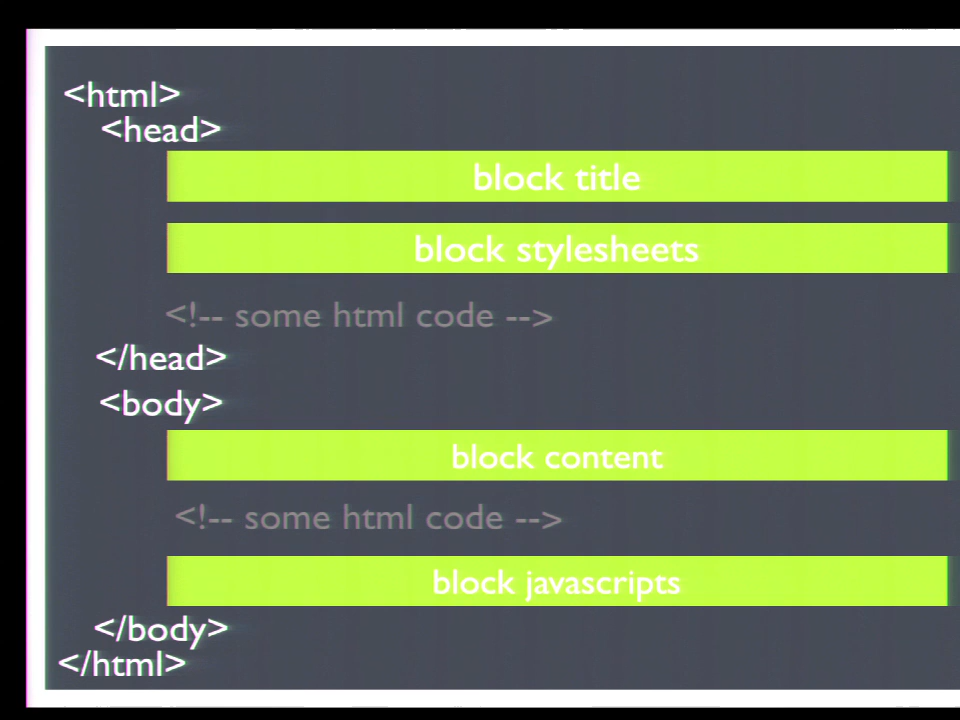 <html>
<head>
block title
block stylesheets
<!-- some html code -->
</head>
<body>
block content
<!-- some html code -->
block javascripts
</body>
</html>